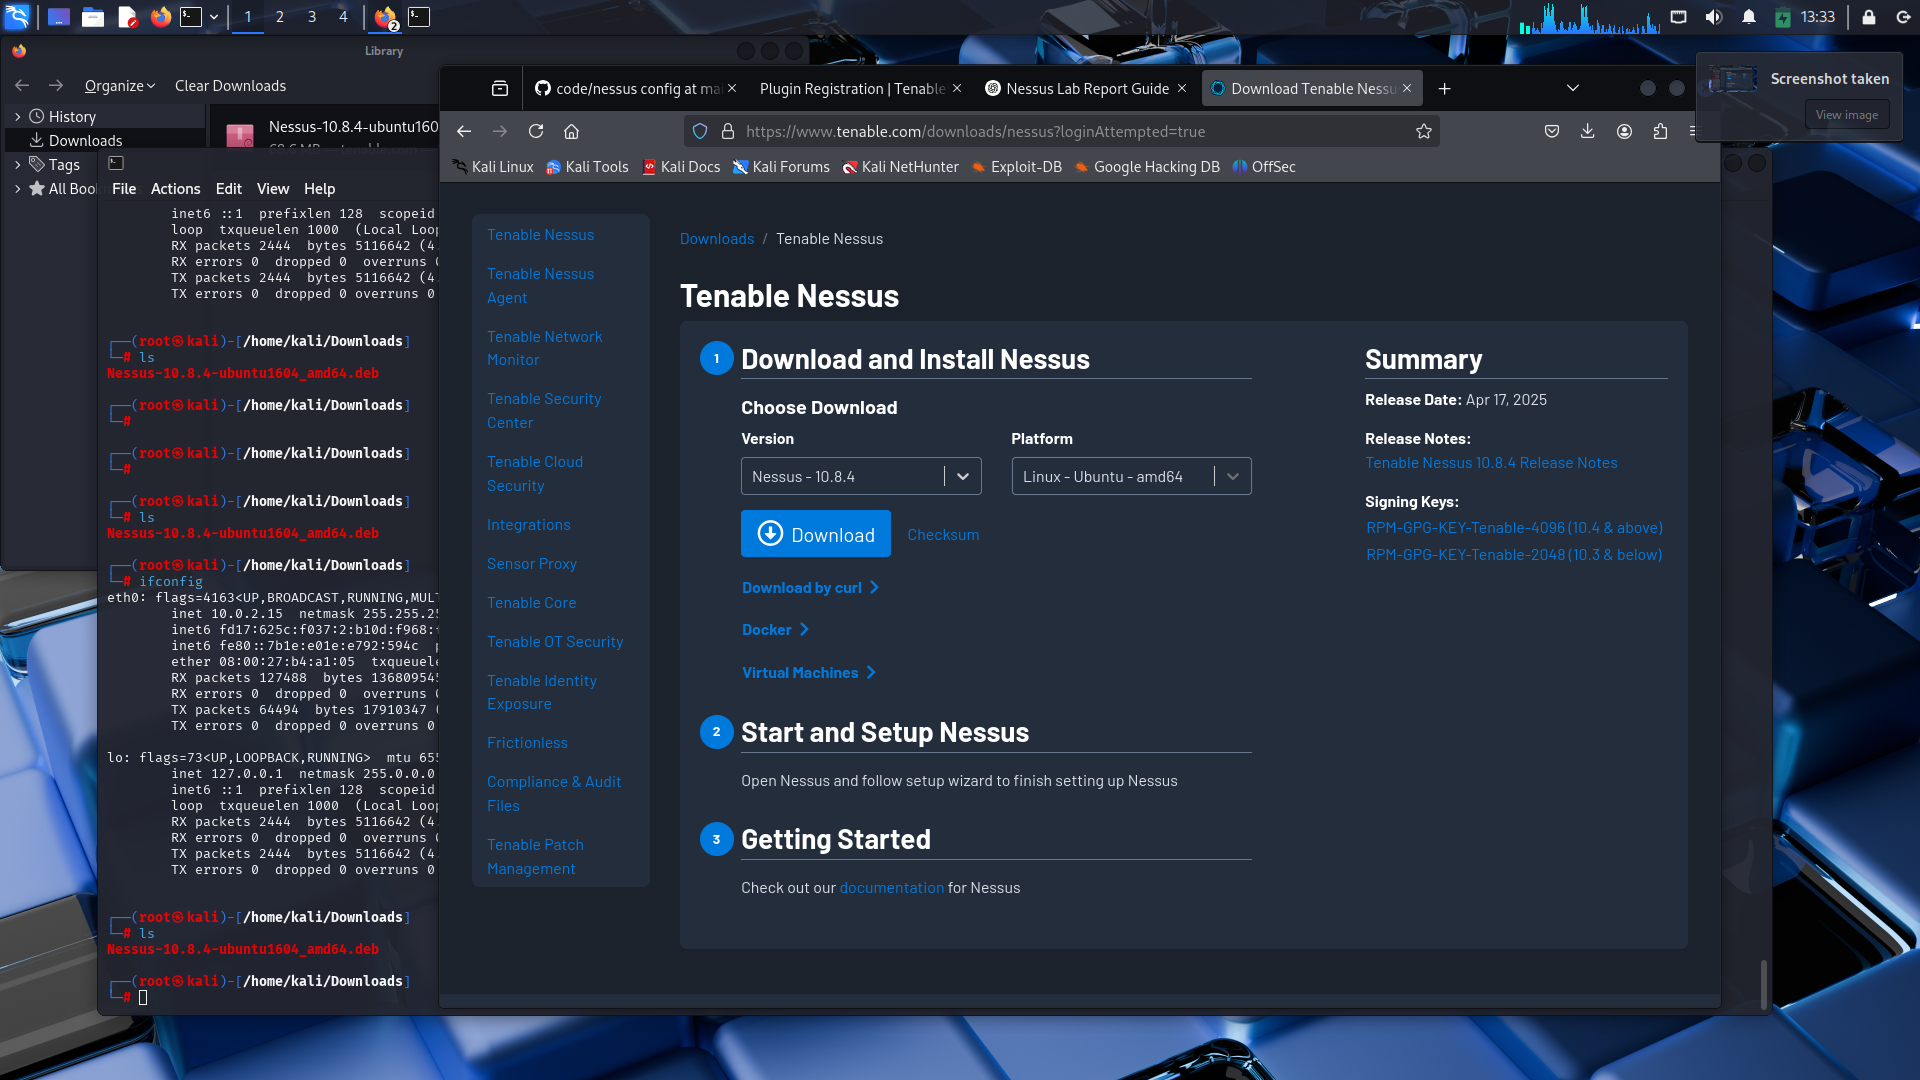 1
2
3
4
2
13:33
Library
Organize
Clear Downloads
History
Downloads
Tags
All Boo
Nessus-10.8.4-ubuntu160
Screenshot taken
View image
code/nessus config at ma
Plugin Registration | Tenable
Nessus Lab Report Guide
Download Tenable Nessu
https://www.tenable.com/downloads/nessus?loginAttempted=true
Kali Linux
Kali Tools
Kali Docs
Kali Forums
Kali NetHunter
Exploit-DB
Google Hacking DB
OffSec
File
Actions
Edit
View
Help
inet6 ::1  prefixlen 128  scopeid
loop  txqueuelen 1000  (Local Loop
RX packets 2444  bytes 5116642 (4.
RX errors 0  dropped 0  overruns 0
TX packets 2444  bytes 5116642 (4.
TX errors 0  dropped 0 overruns 0
┌──(root㉿kali)-[/home/kali/Downloads]
└─# ls
Nessus-10.8.4-ubuntu1604_amd64.deb
┌──(root㉿kali)-[/home/kali/Downloads]
└─#
┌──(root㉿kali)-[/home/kali/Downloads]
└─#
┌──(root㉿kali)-[/home/kali/Downloads]
└─# ls
Nessus-10.8.4-ubuntu1604_amd64.deb
┌──(root㉿kali)-[/home/kali/Downloads]
└─# ifconfig
eth0: flags=4163<UP,BROADCAST,RUNNING,MULT
inet 10.0.2.15  netmask 255.255.25
inet6 fd17:625c:f037:2:b10d:f968:
inet6 fe80::7b1e:e01e:e792:594c  p
ether 08:00:27:b4:a1:05  txqueuele
RX packets 127488  bytes 136809545
RX errors 0  dropped 0  overruns 0
TX packets 64494  bytes 17910347 (
TX errors 0  dropped 0 overruns 0
lo: flags=73<UP,LOOPBACK,RUNNING>  mtu 655
inet 127.0.0.1  netmask 255.0.0.0
inet6 ::1  prefixlen 128  scopeid
loop  txqueuelen 1000  (Local Loop
RX packets 2444  bytes 5116642 (4.
RX errors 0  dropped 0  overruns 0
TX packets 2444  bytes 5116642 (4.
TX errors 0  dropped 0 overruns 0
┌──(root㉿kali)-[/home/kali/Downloads]
└─# ls
Nessus-10.8.4-ubuntu1604_amd64.deb
┌──(root㉿kali)-[/home/kali/Downloads]
└─#
Tenable Nessus
Tenable Nessus
Agent
Tenable Network
Monitor
Tenable Security
Center
Tenable Cloud
Security
Integrations
Sensor Proxy
Tenable Core
Tenable OT Security
Tenable Identity
Exposure
Frictionless
Compliance & Audit
Files
Tenable Patch
Management
Downloads / Tenable Nessus
Tenable Nessus
1 Download and Install Nessus
Choose Download
Version
Platform
Nessus - 10.8.4
Linux - Ubuntu - amd64
Download
Checksum
Download by curl
Docker
Virtual Machines
2 Start and Setup Nessus
Open Nessus and follow setup wizard to finish setting up Nessus
3 Getting Started
Check out our documentation for Nessus
Summary
Release Date: Apr 17, 2025
Release Notes:
Tenable Nessus 10.8.4 Release Notes
Signing Keys:
RPM-GPG-KEY-Tenable-4096 (10.4 & above)
RPM-GPG-KEY-Tenable-2048 (10.3 & below)